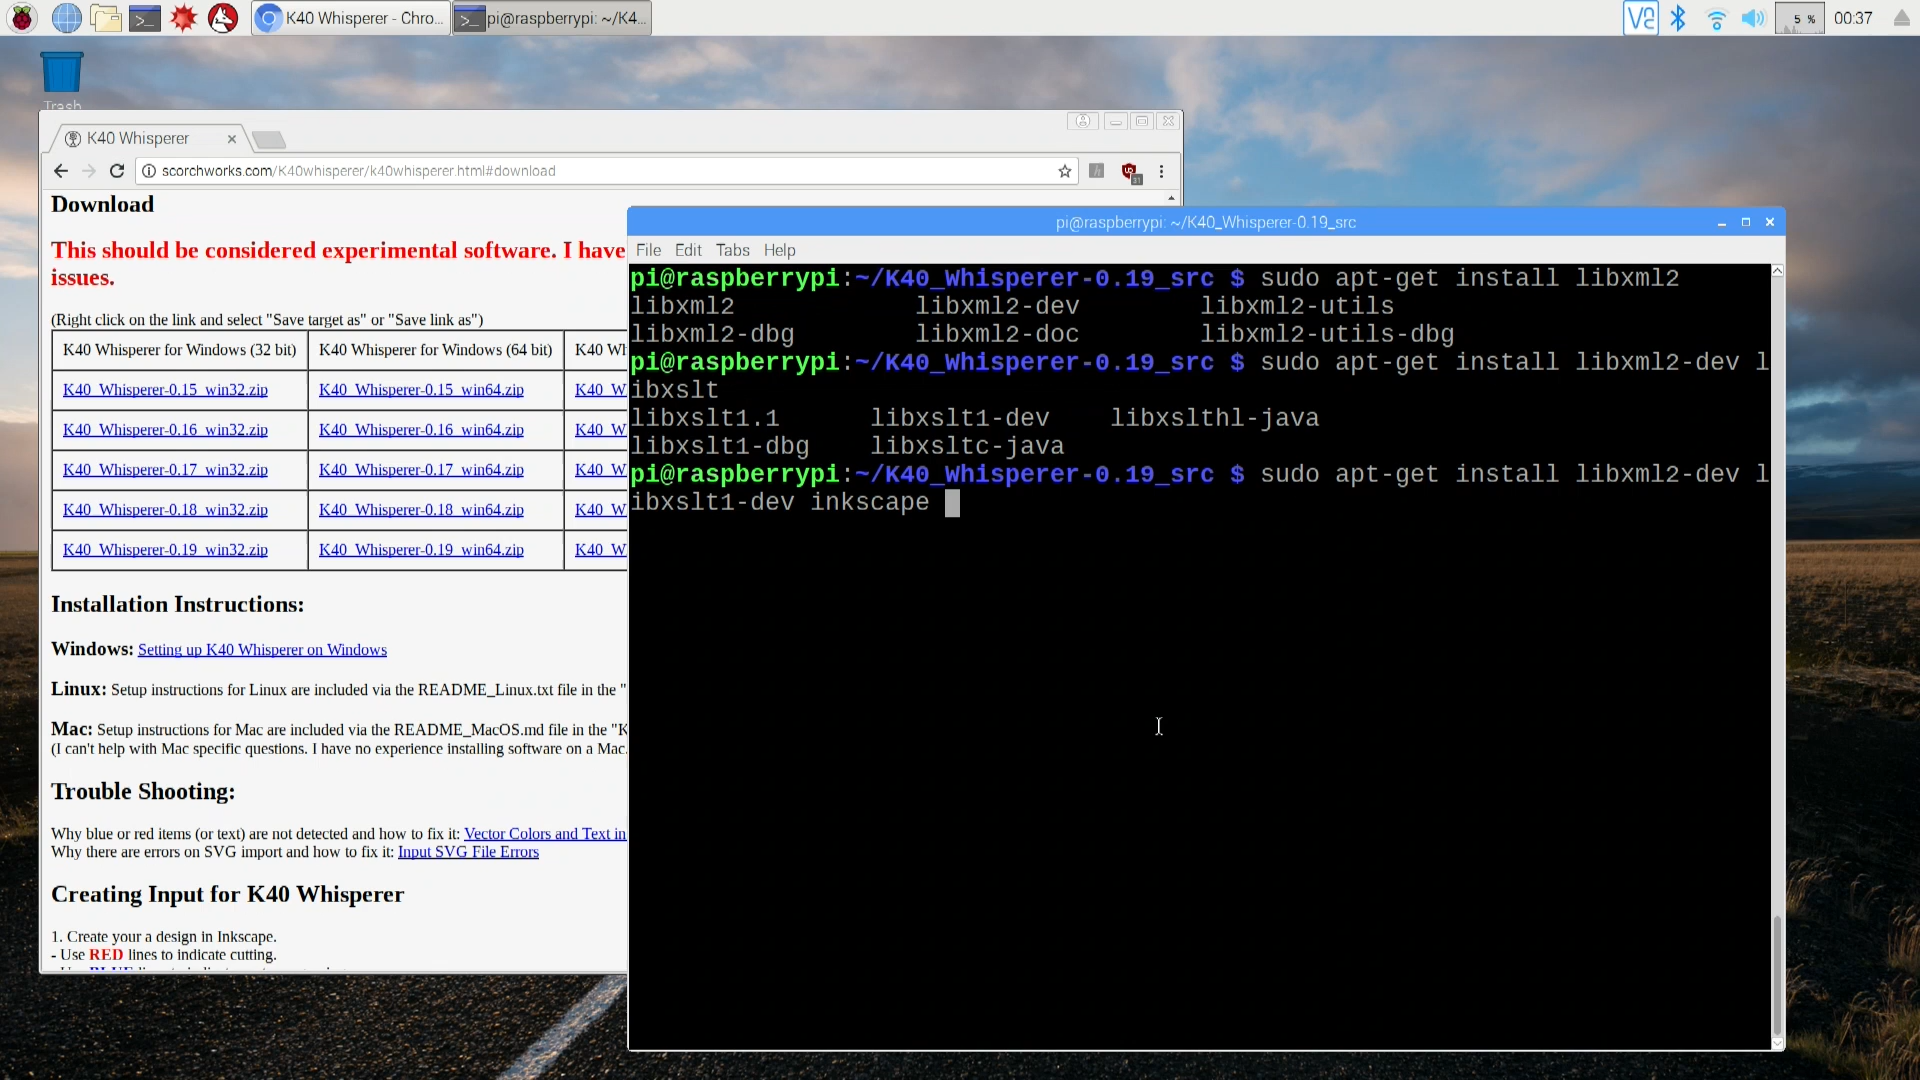 K40 Whisperer - Chro...
pi@raspberrypi: ~/K4...
5 %
00:37
Trash
K40 Whisperer
scorchworks.com/K40whisperer/k40whisperer.html#download
Download
This should be considered experimental software. I have
issues.
(Right click on the link and select "Save target as" or "Save link as")
K40 Whisperer for Windows (32 bit) K40 Whisperer for Windows (64 bit) K40 Wh
K40_Whisperer-0.15_win32.zip K40_Whisperer-0.15_win64.zip K40_W
K40_Whisperer-0.16_win32.zip K40_Whisperer-0.16_win64.zip K40_W
K40_Whisperer-0.17_win32.zip K40_Whisperer-0.17_win64.zip K40_W
K40_Whisperer-0.18_win32.zip K40_Whisperer-0.18_win64.zip K40_W
K40_Whisperer-0.19_win32.zip K40_Whisperer-0.19_win64.zip K40_W
Installation Instructions:
Windows: Setting up K40 Whisperer on Windows
Linux: Setup instructions for Linux are included via the README_Linux.txt file in the "
Mac: Setup instructions for Mac are included via the README_MacOS.md file in the "K
(I can't help with Mac specific questions. I have no experience installing software on a Mac.
Trouble Shooting:
Why blue or red items (or text) are not detected and how to fix it: Vector Colors and Text in
Why there are errors on SVG import and how to fix it: Input SVG File Errors
Creating Input for K40 Whisperer
1. Create your a design in Inkscape.
- Use RED lines to indicate cutting.
pi@raspberrypi: ~/K40_Whisperer-0.19_src
File Edit Tabs Help
pi@raspberrypi:~/K40_Whisperer-0.19_src $ sudo apt-get install libxml2
libxml2 libxml2-dev libxml2-utils
libxml2-dbg libxml2-doc libxml2-utils-dbg
pi@raspberrypi:~/K40_Whisperer-0.19_src $ sudo apt-get install libxml2-dev l
ibxslt
libxslt1.1 libxslt1-dev libxslthl-java
libxslt1-dbg libxsltc-java
pi@raspberrypi:~/K40_Whisperer-0.19_src $ sudo apt-get install libxml2-dev l
ibxslt1-dev inkscape